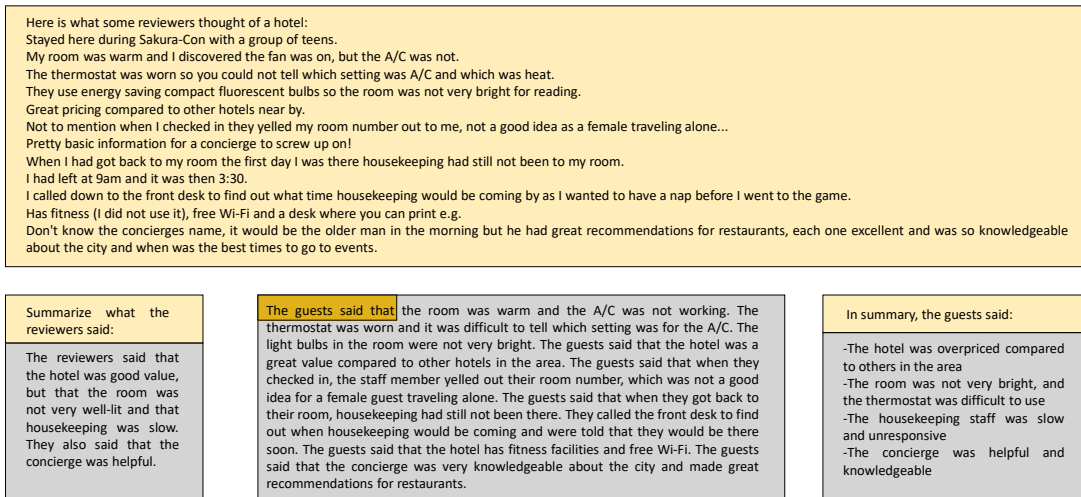 Here is what some reviewers thought of a hotel:
Stayed here during Sakura-Con with a group of teens.
My room was warm and I discovered the fan was on, but the A/C was not.
The thermostat was worn so you could not tell which setting was A/C and which was heat.
They use energy saving compact fluorescent bulbs so the room was not very bright for reading.
Great pricing compared to other hotels near by.
Not to mention when I checked in they yelled my room number out to me, not a good idea as a female traveling alone...
Pretty basic information for a concierge to screw up on!
When I had got back to my room the first day I was there housekeeping had still not been to my room.
I had left at 9am and it was then 3:30.
I called down to the front desk to find out what time housekeeping would be coming by as I wanted to have a nap before I went to the game.
Has fitness (I did not use it), free Wi-Fi and a desk where you can print e.g.
Don't know the concierges name, it would be the older man in the morning but he had great recommendations for restaurants, each one excellent and was so knowledgeable
about the city and when was the best times to go to events.
Summarize what the
reviewers said:
The reviewers said that
the hotel was good value,
but that the room was
not very well-lit and that
housekeeping was slow.
They also said that the
concierge was helpful.
The guests said that the room was warm and the A/C was not working. The
thermostat was worn and it was difficult to tell which setting was for the A/C. The
light bulbs in the room were not very bright. The guests said that the hotel was a
great value compared to other hotels in the area. The guests said that when they
checked in, the staff member yelled out their room number, which was not a good
idea for a female guest traveling alone. The guests said that when they got back to
their room, housekeeping had still not been there. They called the front desk to find
out when housekeeping would be coming and were told that they would be there
soon. The guests said that the hotel has fitness facilities and free Wi-Fi. The guests
said that the concierge was very knowledgeable about the city and made great
recommendations for restaurants.
In summary, the guests said:
-The hotel was overpriced compared
to others in the area
-The room was not very bright, and
the thermostat was difficult to use
-The housekeeping staff was slow
and unresponsive
-The concierge was helpful and
knowledgeable